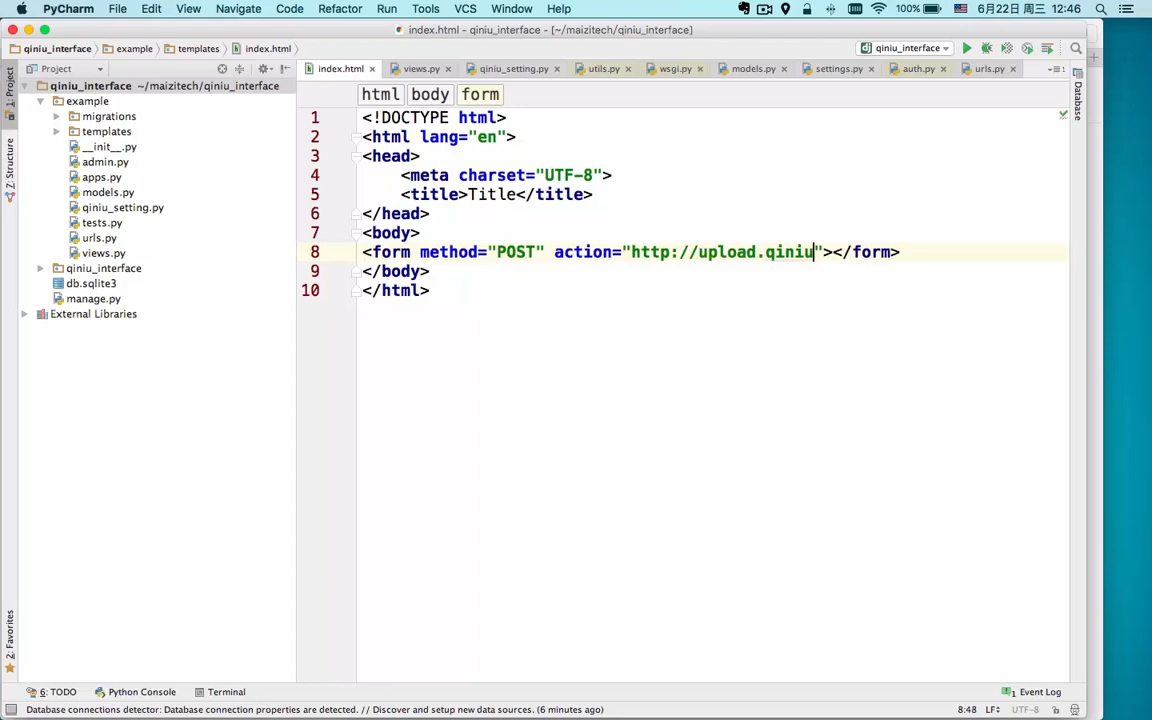 PyCharm File Edit View Navigate Code Refactor Run Tools VCS Window Help 100% 6月22日 周三 12:46
index.html - qiniu_interface - [~/maizitech/qiniu_interface]
qiniu_interface example templates index.html qiniu_interface
Project index.html views.py qiniu_setting.py utils.py wsgi.py models.py settings.py auth.py urls.py
1: Project
Z: Structure
2: Favorites
Database
qiniu_interface ~/maizitech/qiniu_interface
example
migrations
templates
__init__.py
admin.py
apps.py
models.py
qiniu_setting.py
tests.py
urls.py
views.py
qiniu_interface
db.sqlite3
manage.py
External Libraries
html body form
1 <!DOCTYPE html>
2 <html lang="en">
3 <head>
4 <meta charset="UTF-8">
5 <title>Title</title>
6 </head>
7 <body>
8 <form method="POST" action="http://upload.qiniu"></form>
9 </body>
10 </html>
6: TODO Python Console Terminal 1 Event Log
Database connections detector: Database connection properties are detected. // Discover and setup new data sources. (6 minutes ago) 8:48 LF UTF-8